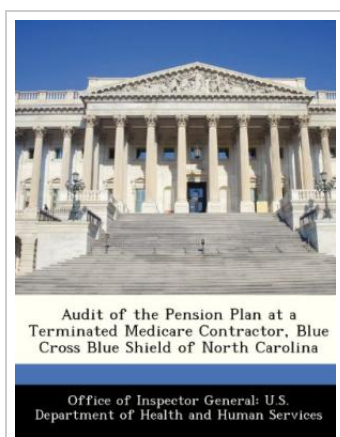 Audit of the Pension Plan at a
Terminated Medicare Contractor, Blue
Cross Blue Shield of North Carolina
Office of Inspector General: U.S.
Department of Health and Human Services